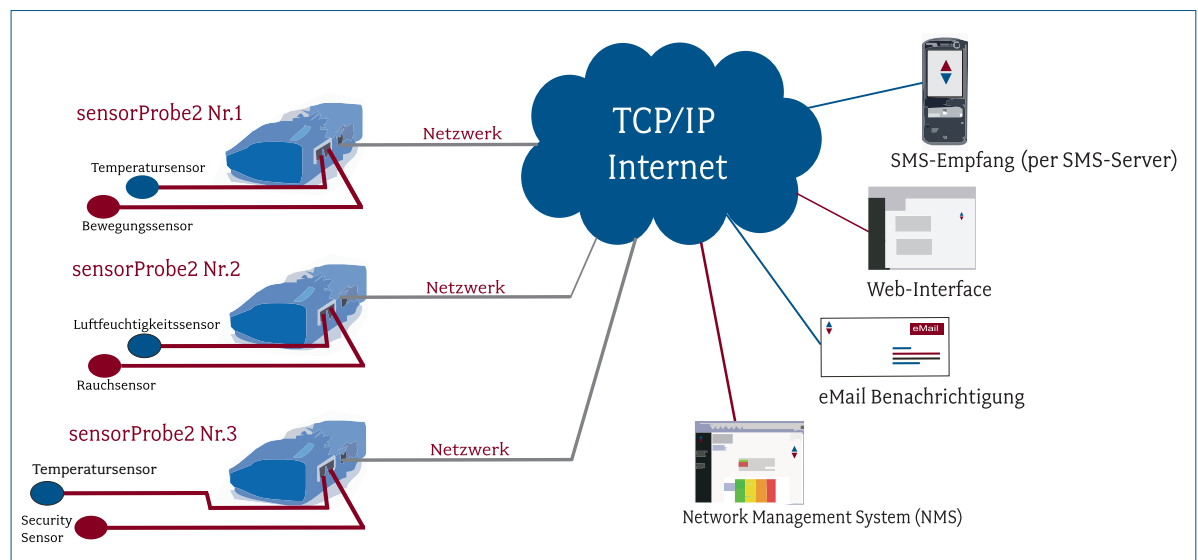 sensorProbe2 Nr.1
Temperatursensor
Bewegungssensor
Netzwerk
TCP/IP
Internet
SMS-Empfang (per SMS-Server)
Web-Interface
sensorProbe2 Nr.2
Luftfeuchtigkeitssensor
Rauchsensor
Netzwerk
eMail
eMail Benachrichtigung
sensorProbe2 Nr.3
Temperatursensor
Security
Sensor
Netzwerk
Network Management System (NMS)